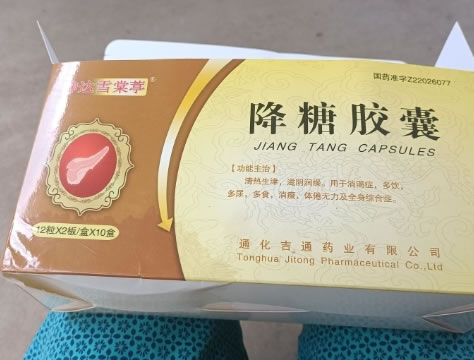 雪棠萃®
国药准字Z22026077
降糖胶囊
JIANG TANG CAPSULES
【功能主治】
清热生津,滋阴润燥。用于消渴症,多饮,
多尿,多食,消瘦,体倦无力及全身综合症。
12粒X2板/盒X10盒
通化吉通药业有限公司
Tonghua Jitong Pharmaceutical Co.,Ltd